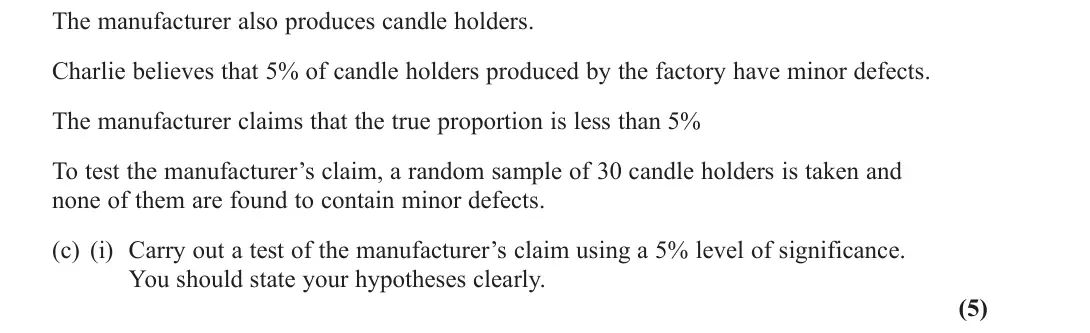 The manufacturer also produces candle holders.
Charlie believes that 5% of candle holders produced by the factory have minor defects.
The manufacturer claims that the true proportion is less than 5%
To test the manufacturer’s claim, a random sample of 30 candle holders is taken and
none of them are found to contain minor defects.
(c) (i) Carry out a test of the manufacturer’s claim using a 5% level of significance.
You should state your hypotheses clearly.
(5)